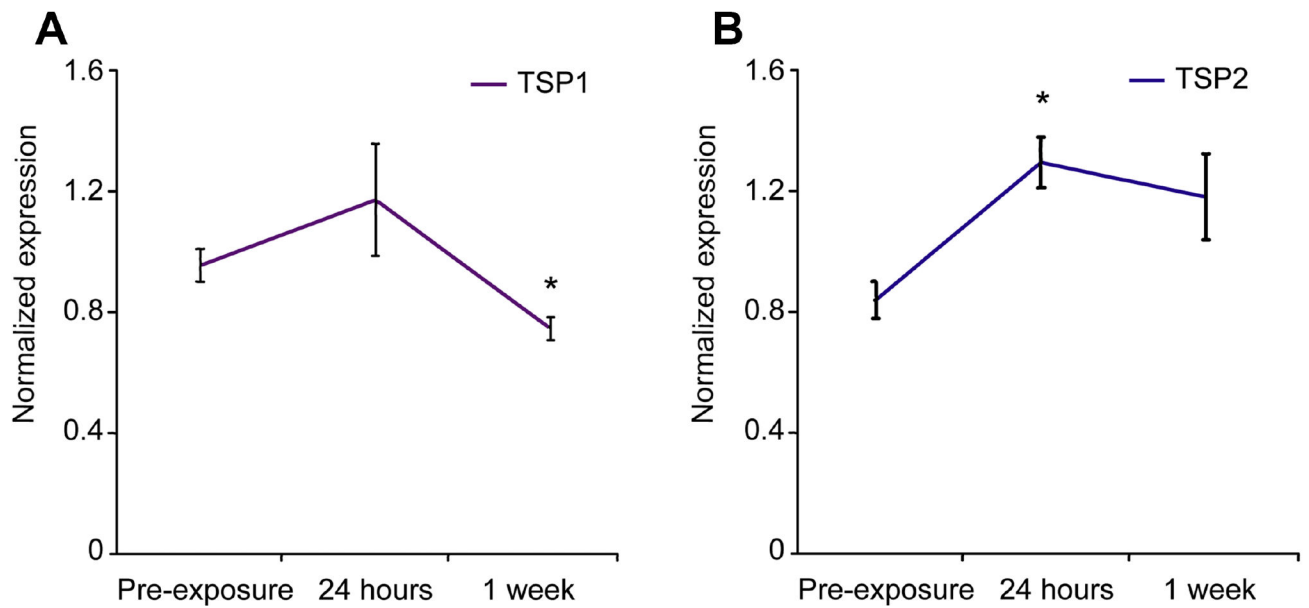 A
1.6
1.2
0.8
0.4
0
Normalized expression
TSP1
*
Pre-exposure 24 hours 1 week
B
1.6
1.2
0.8
0.4
0
Normalized expression
TSP2
*
Pre-exposure 24 hours 1 week